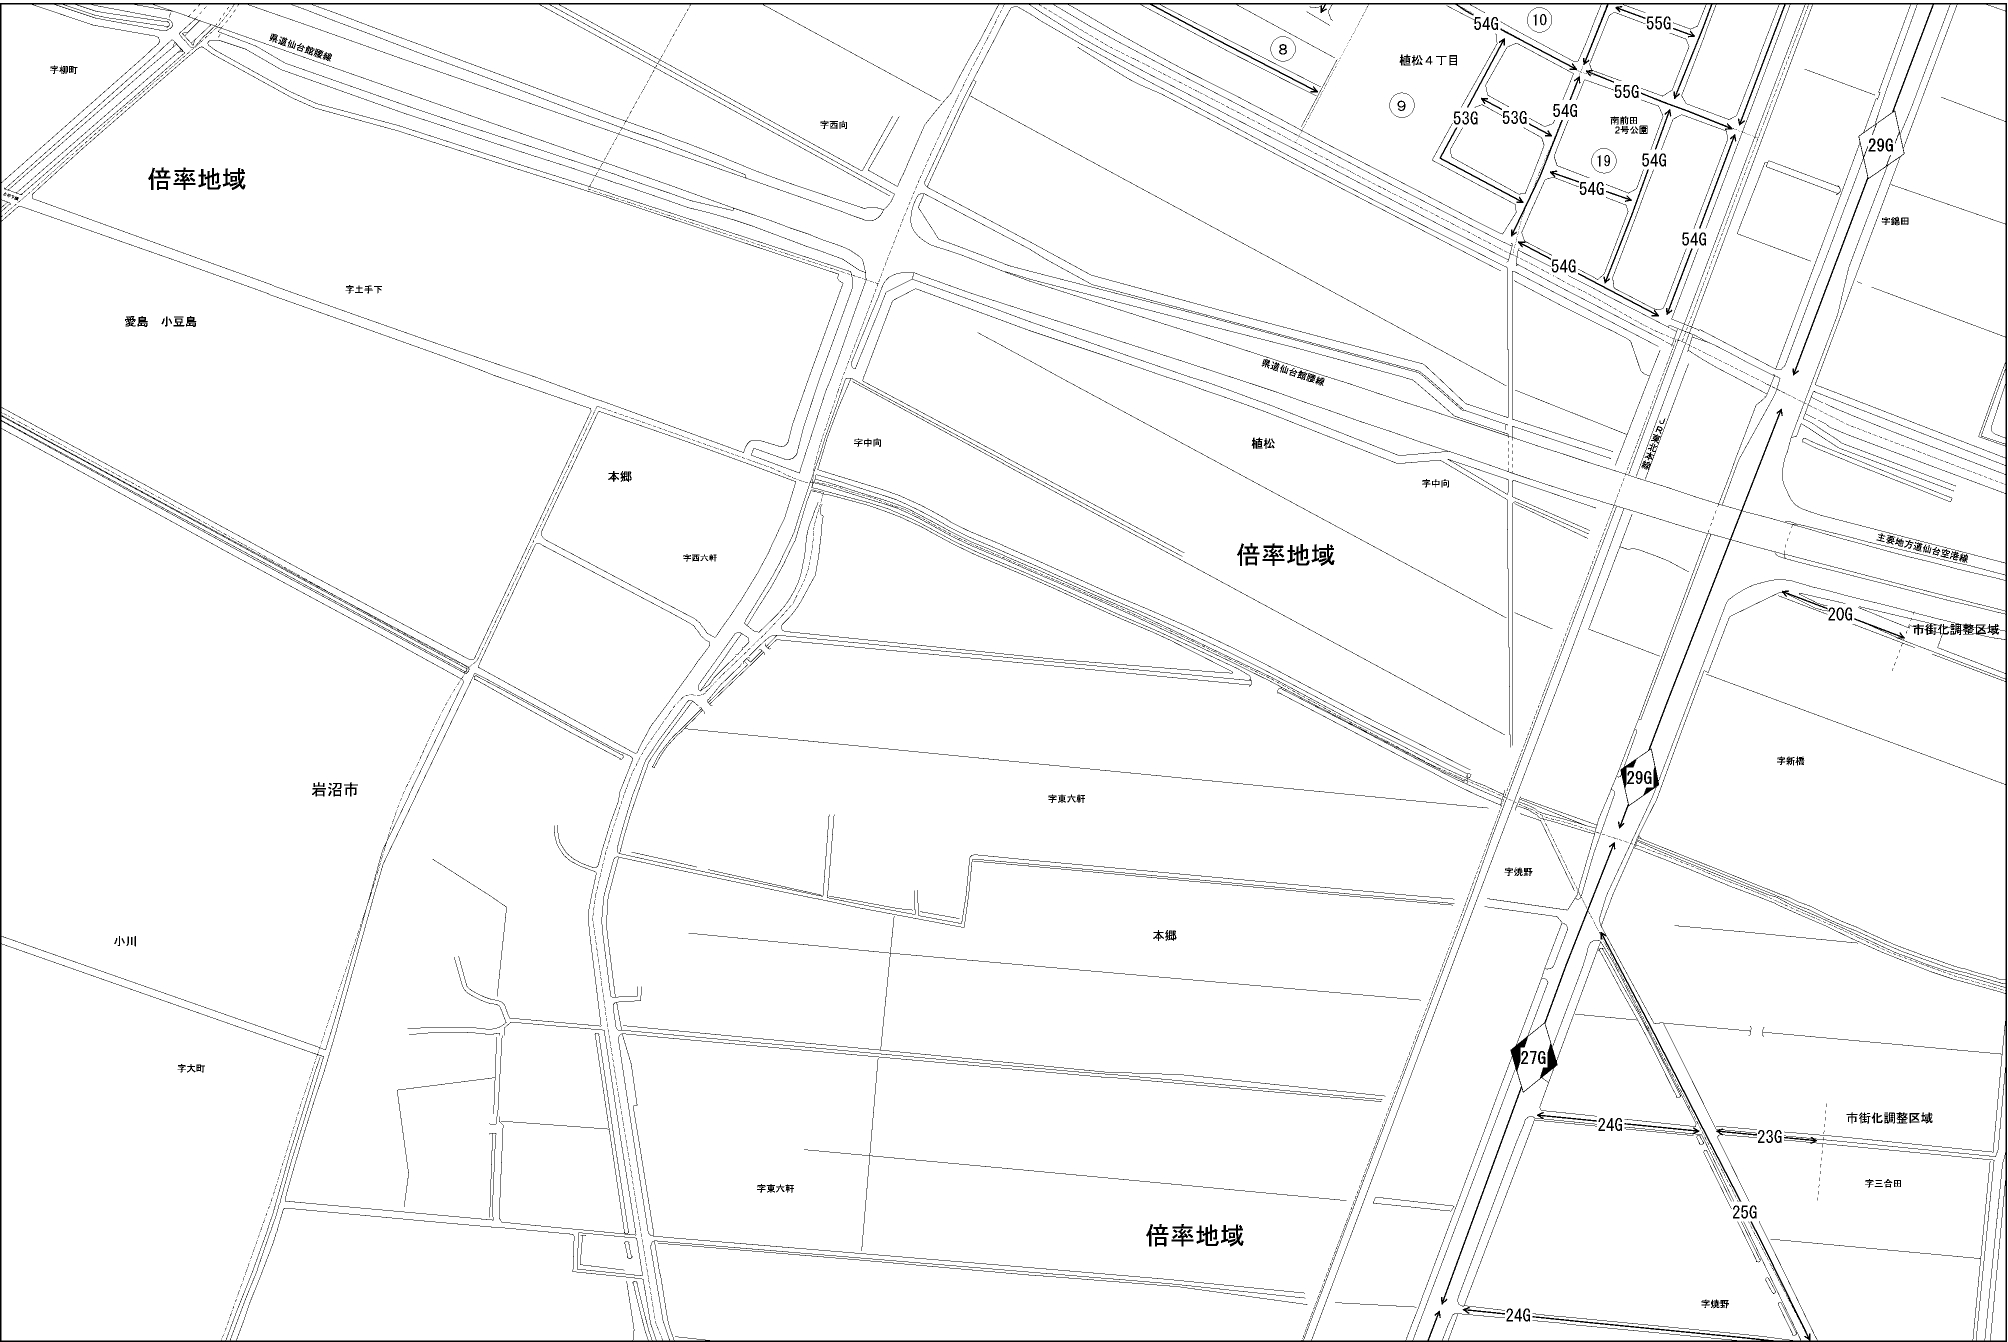 54G
10
55G
8
県道仙台館腰線
字柳町
植松４丁目
9
55G
53G
53G
54G
南前田
2号公園
字西向
29G
19
54G
倍率地域
54G
字錦田
54G
54G
字土手下
愛島　小豆島
県道仙台館腰線
JR東北本線
字中向
植松
本郷
字中向
主要地方道仙台空港線
倍率地域
字西六軒
20G
市街化調整区域
字新橋
29G
岩沼市
字東六軒
字焼野
本郷
小川
27G
字大町
市街化調整区域
24G
23G
字三合田
字東六軒
25G
倍率地域
字焼野
24G